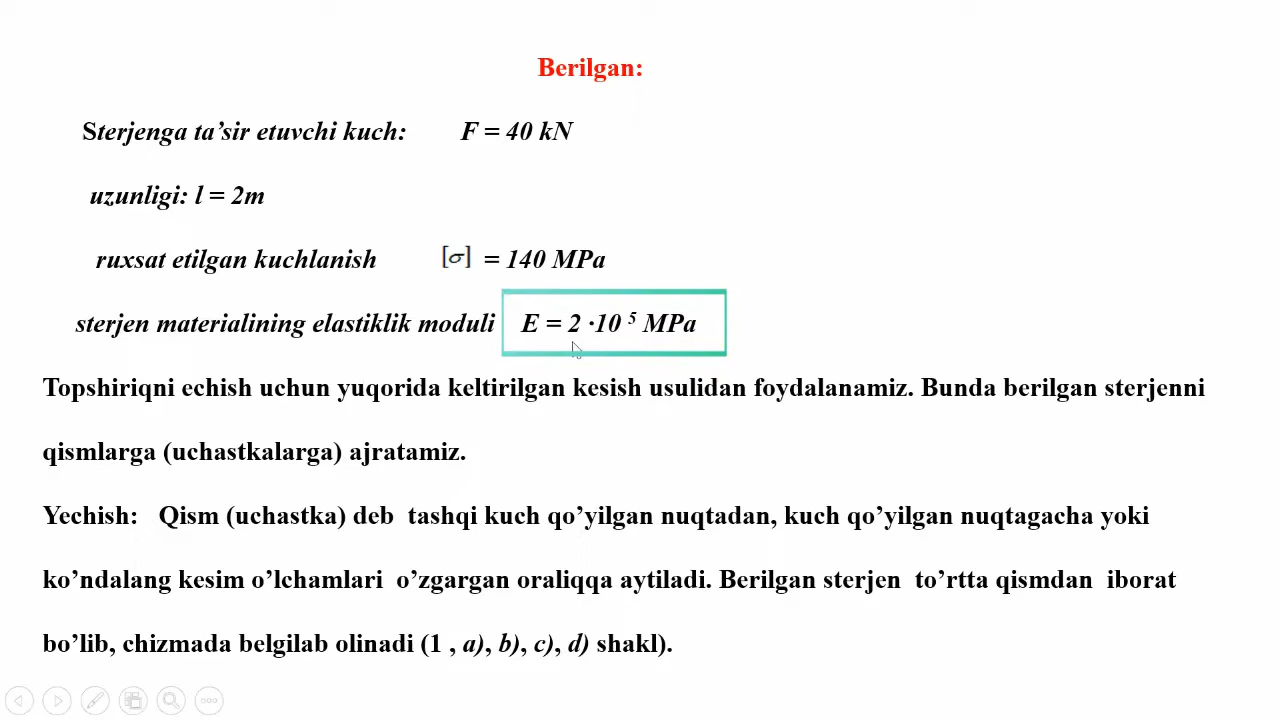 Berilgan:
Sterjenga ta’sir etuvchi kuch: F = 40 kN
uzunligi: l = 2m
ruxsat etilgan kuchlanish [σ] = 140 MPa
sterjen materialining elastiklik moduli E = 2 ·10 ⁵ MPa
Topshiriqni echish uchun yuqorida keltirilgan kesish usulidan foydalanamiz. Bunda berilgan sterjenni
qismlarga (uchastkalarga) ajratamiz.
Yechish: Qism (uchastka) deb tashqi kuch qo’yilgan nuqtadan, kuch qo’yilgan nuqtagacha yoki
ko’ndalang kesim o’lchamlari o’zgargan oraliqqa aytiladi. Berilgan sterjen to’rtta qismdan iborat
bo’lib, chizmada belgilab olinadi (1 , a), b), c), d) shakl).